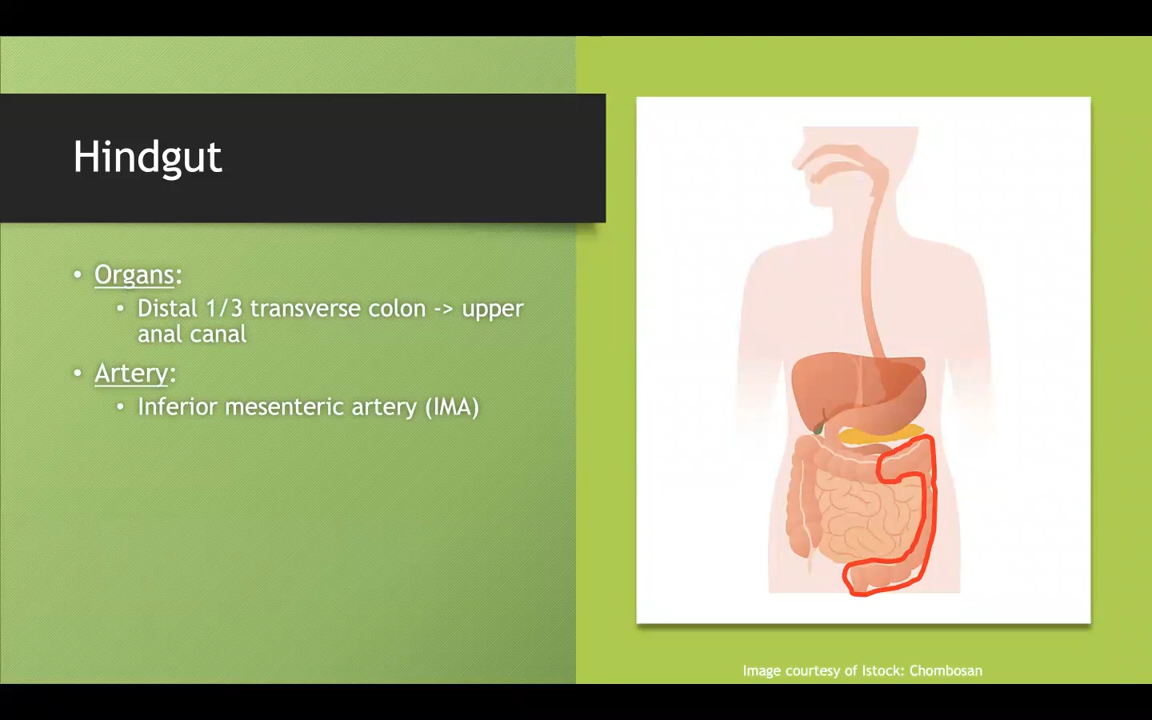 Hindgut
• Organs:
• Distal 1/3 transverse colon -> upper
anal canal
• Artery:
• Inferior mesenteric artery (IMA)
Image courtesy of Istock: Chombosan